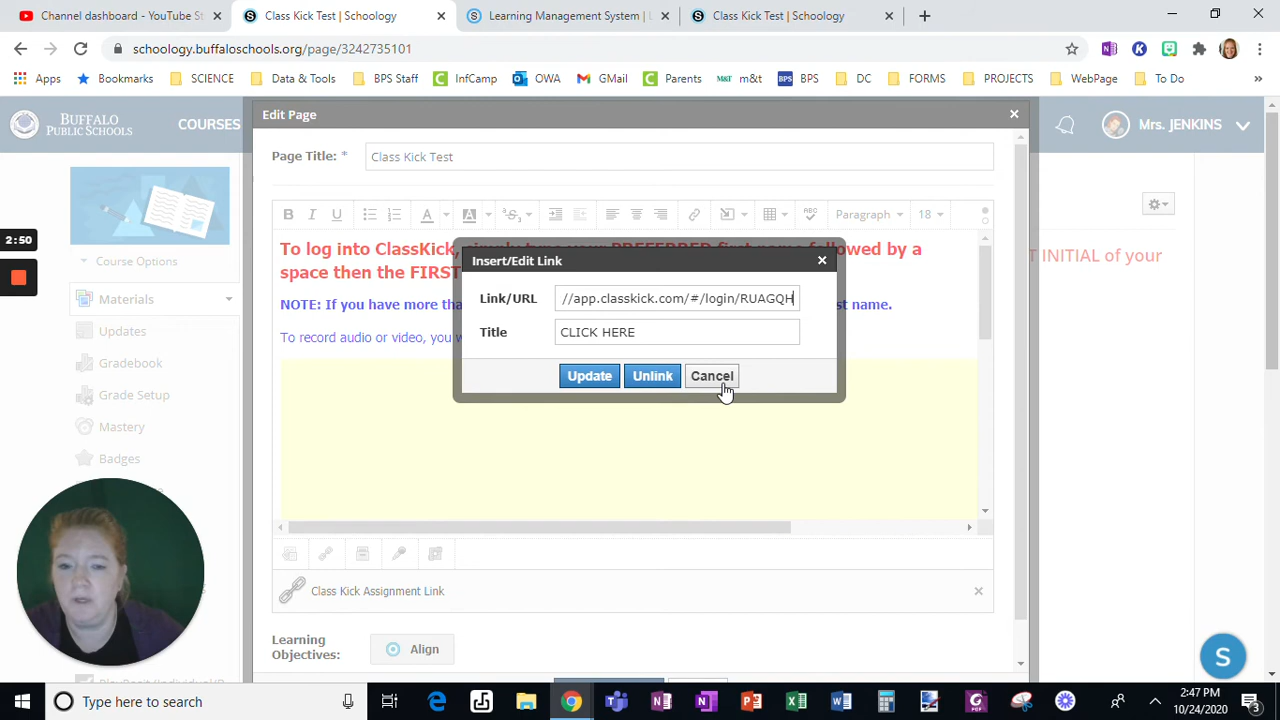 Channel dashboard - YouTube St
Class Kick Test | Schoology
Learning Management System | L
Class Kick Test | Schoology
schoology.buffaloschools.org/page/3242735101
Apps
Bookmarks
SCIENCE
Data & Tools
BPS Staff
InfCamp
OWA
GMail
Parents
M&T m&t
BPS BPS
DC
FORMS
PROJECTS
WebPage
To Do
»
BUFFALO
PUBLIC SCHOOLS
COURSES
Edit Page
Mrs. JENKINS
Page Title: *
Class Kick Test
B I U A A S ABC Paragraph 18
2:50
Course Options
Materials
Updates
Gradebook
Grade Setup
Mastery
Badges
To log into ClassKick,
followed by a
space then the FIRST
T INITIAL of your
NOTE: If you have more tha
st name.
To record audio or video, you w
Insert/Edit Link
Link/URL
//app.classkick.com/#/login/RUAGQH
Title
CLICK HERE
Update
Unlink
Cancel
Class Kick Assignment Link
Learning
Objectives:
Align
S
Type here to search
2:47 PM
10/24/2020
3